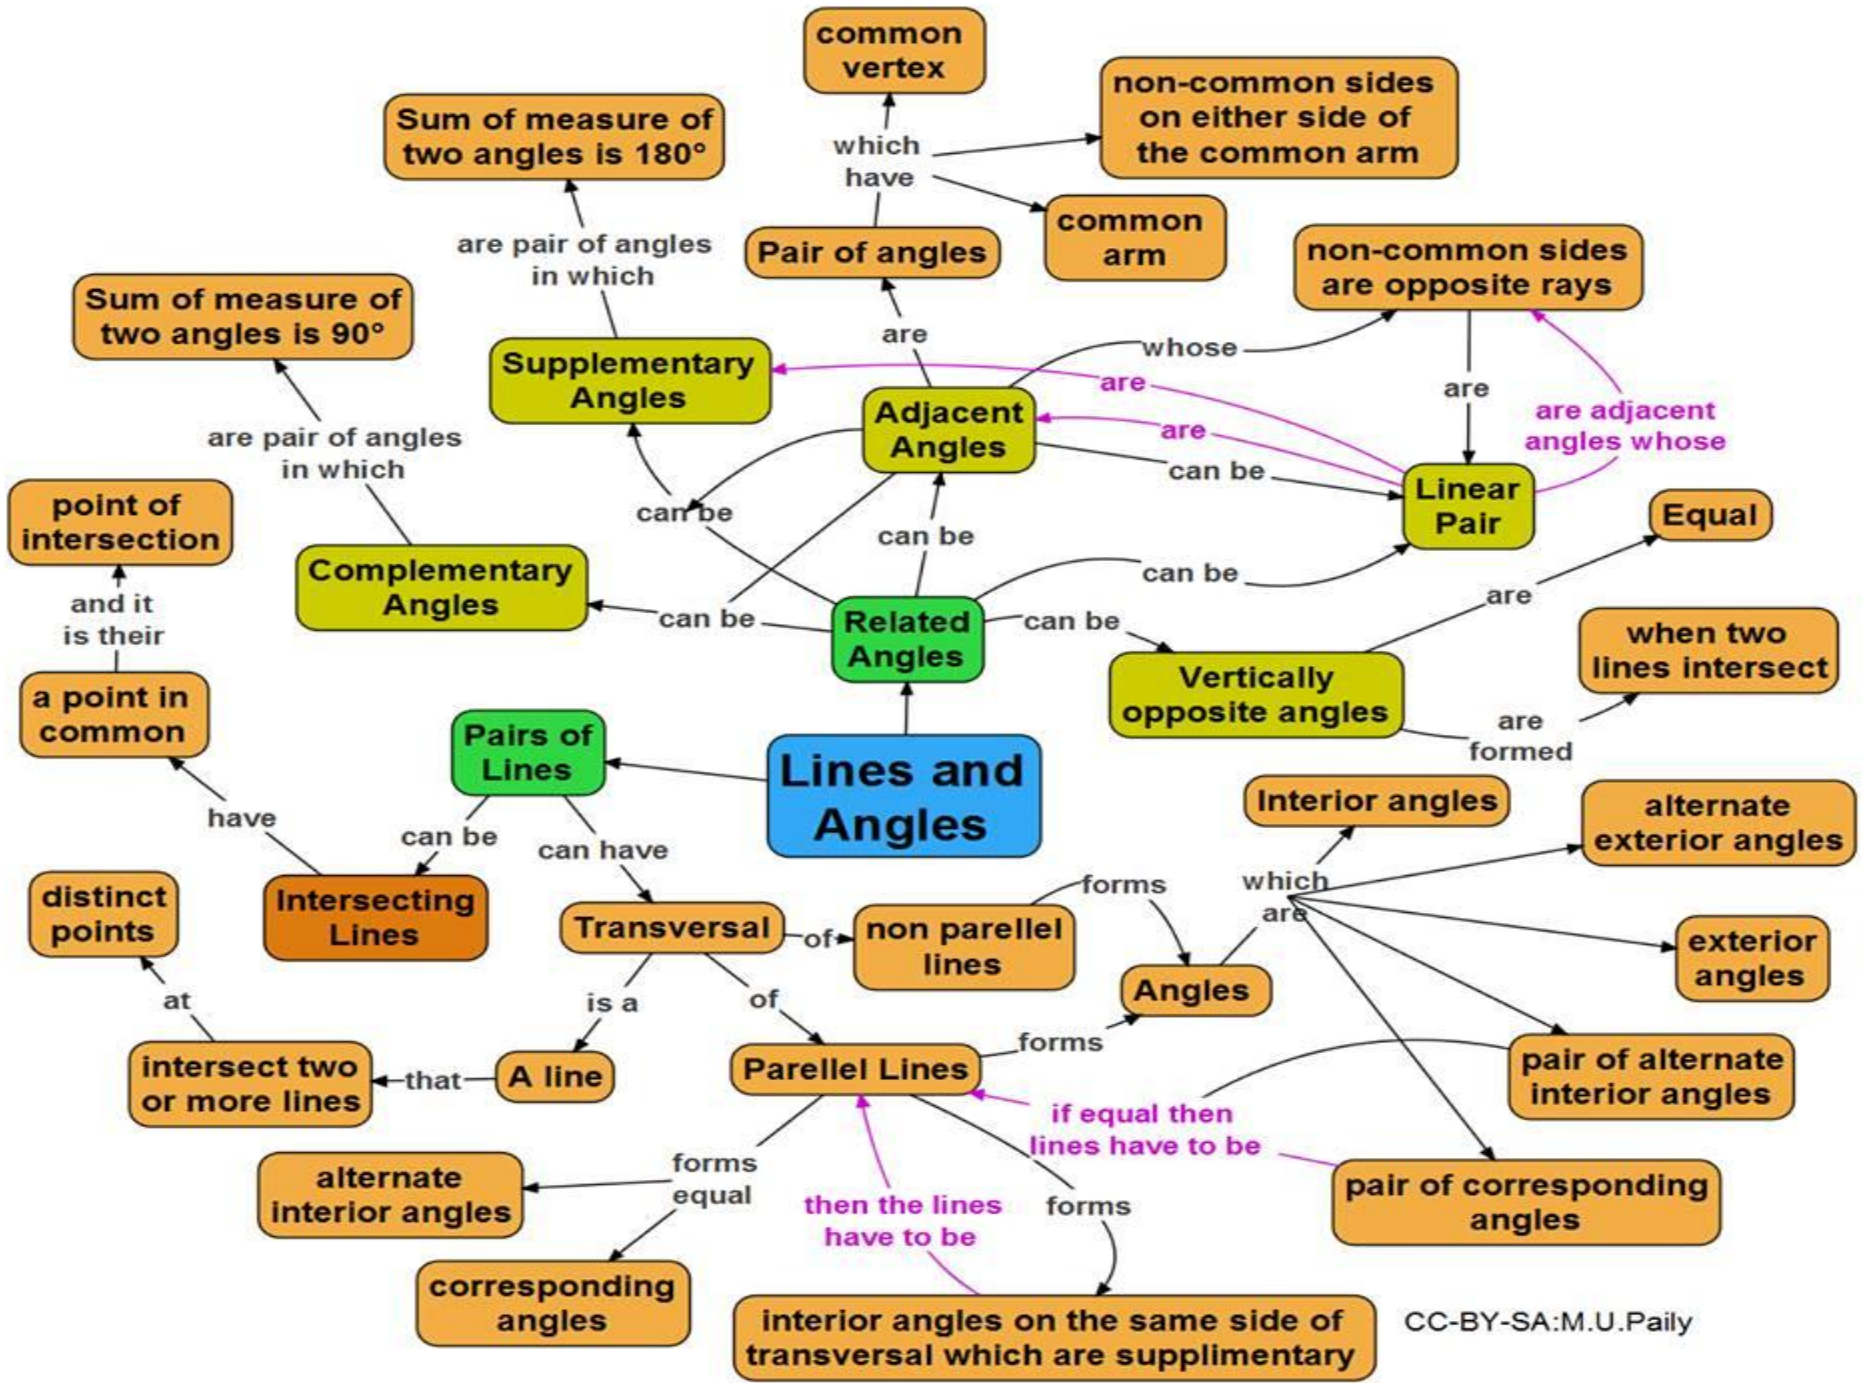 common
vertex
non-common sides
on either side of
the common arm
Sum of measure of
two angles is 180°
which
have
common
arm
are pair of angles
in which
Pair of angles
non-common sides
are opposite rays
Sum of measure of
two angles is 90°
are
whose
Supplementary
Angles
are
are
Adjacent
Angles
are
are adjacent
angles whose
are pair of angles
in which
can be
Linear
Pair
point of
intersection
can be
can be
Equal
Complementary
Angles
can be
are
and it
is their
can be
Related
Angles
can be
when two
lines intersect
a point in
common
Vertically
opposite angles
are
formed
Pairs of
Lines
Lines and
Angles
Interior angles
alternate
exterior angles
have
can be
can have
which
are
forms
distinct
points
Intersecting
Lines
Transversal
of
non parellel
lines
exterior
angles
Angles
at
is a
of
forms
intersect two
or more lines
that
A line
Parellel Lines
pair of alternate
interior angles
if equal then
lines have to be
alternate
interior angles
forms
equal
then the lines
have to be
forms
pair of corresponding
angles
corresponding
angles
interior angles on the same side of
transversal which are supplimentary
CC-BY-SA:M.U.Paily